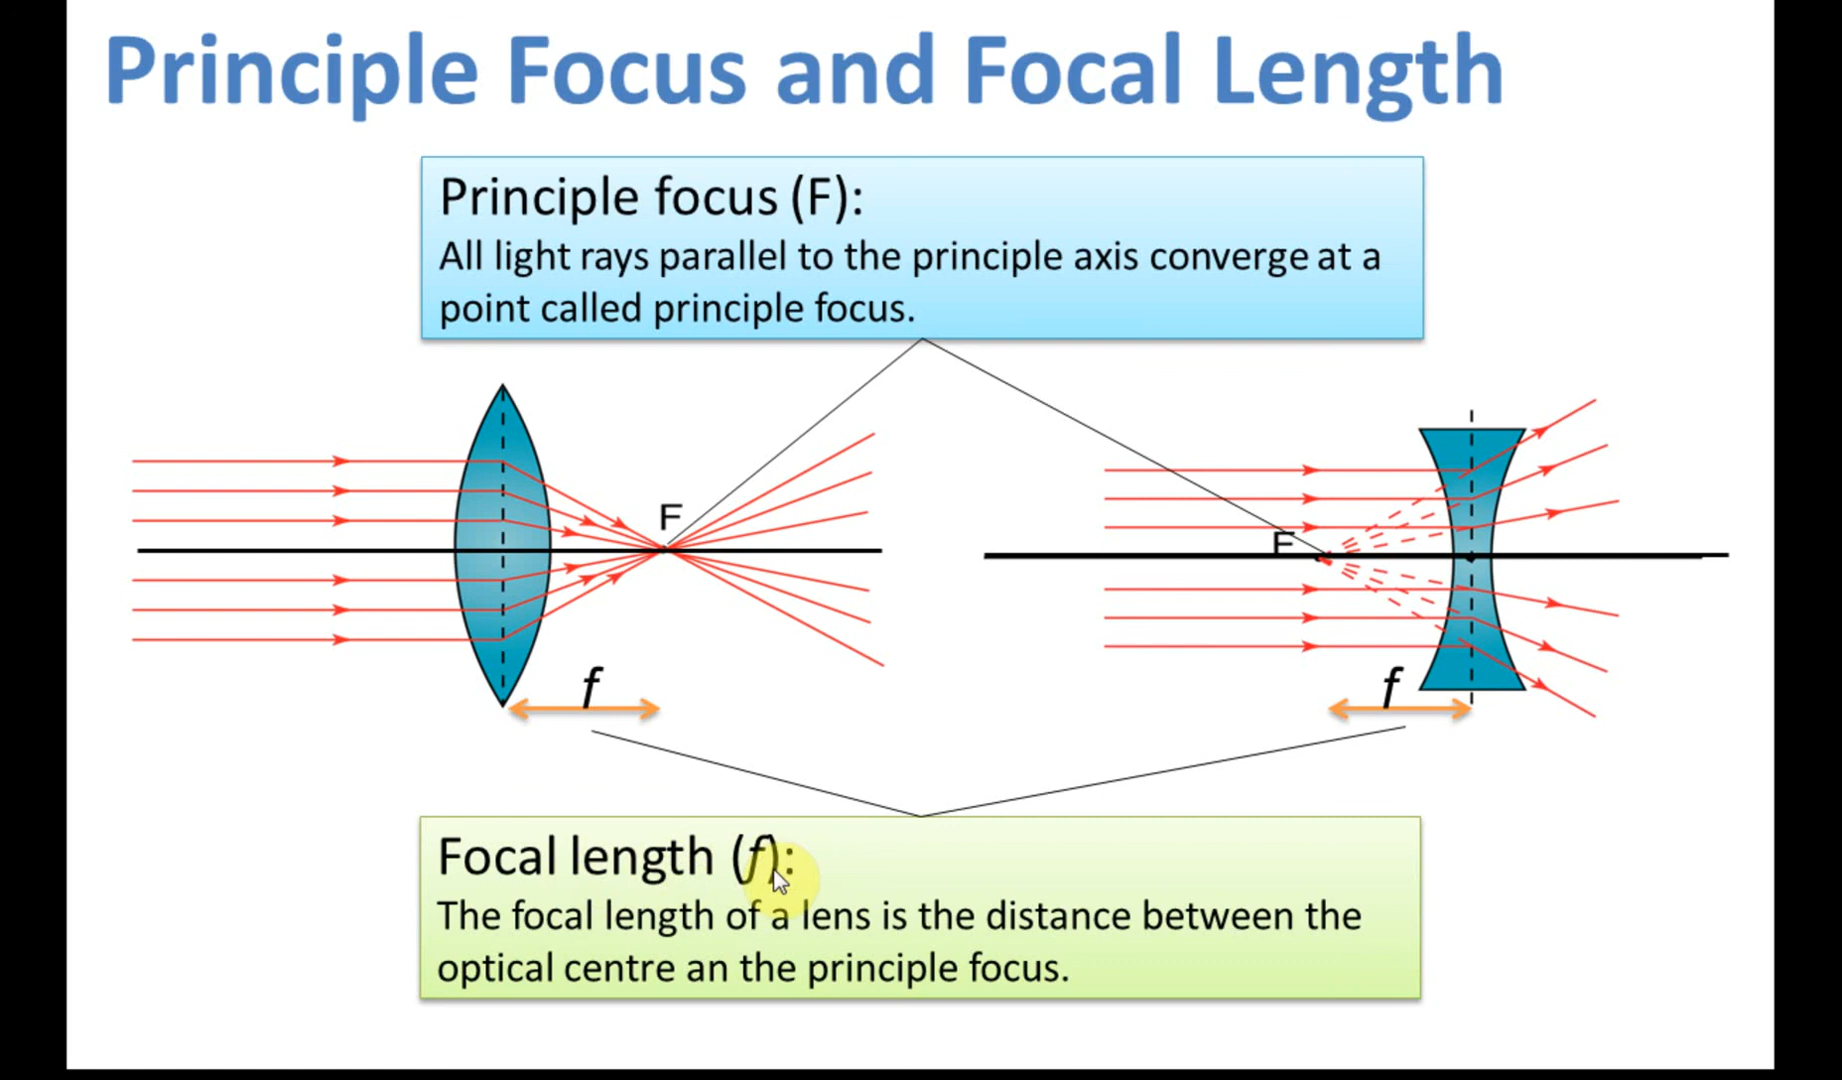 Principle Focus and Focal Length
Principle focus (F):
All light rays parallel to the principle axis converge at a
point called principle focus.
F
F
f
f
Focal length (f):
The focal length of a lens is the distance between the
optical centre an the principle focus.